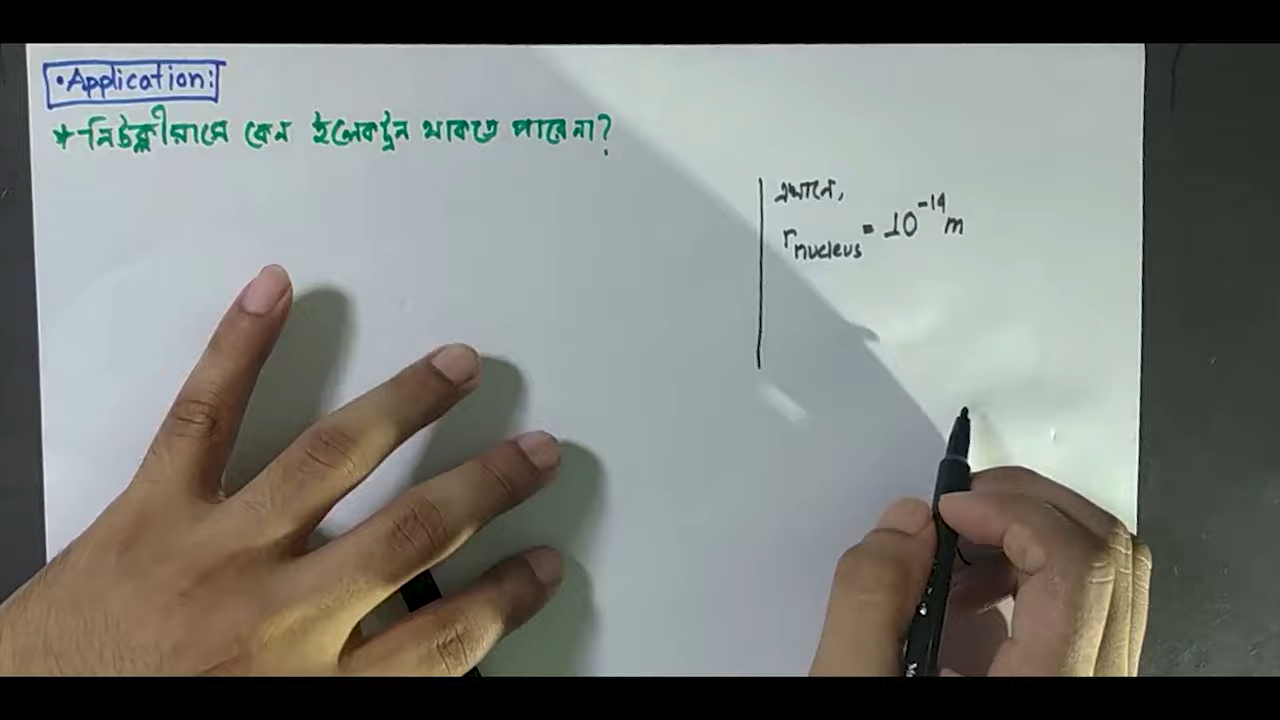 •Application:
* নিউক্লীয়াসে কেন ইলেকট্রন থাকতে পারে না?
এখানে,
r_nucleus = 10^-14 m